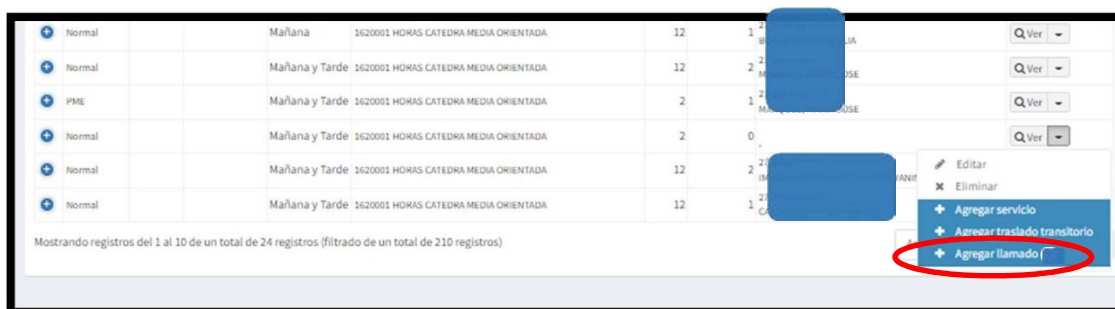 Normal Mañana 1620001 HORAS CATEDRA MEDIA ORIENTADA 12 1 Ver
Normal Mañana y Tarde 1620001 HORAS CATEDRA MEDIA ORIENTADA 12 2 Ver
PME Mañana y Tarde 1620001 HORAS CATEDRA MEDIA ORIENTADA 2 1 Ver
Normal Mañana y Tarde 1620001 HORAS CATEDRA MEDIA ORIENTADA 2 0 , Ver
Editar
Normal Mañana y Tarde 1620001 HORAS CATEDRA MEDIA ORIENTADA 12 2 27
Eliminar
Normal Mañana y Tarde 1620001 HORAS CATEDRA MEDIA ORIENTADA 12 1 27
Agregar servicio
Agregar traslado transitorio
Mostrando registros del 1 al 10 de un total de 24 registros (filtrado de un total de 210 registros)
Agregar llamado